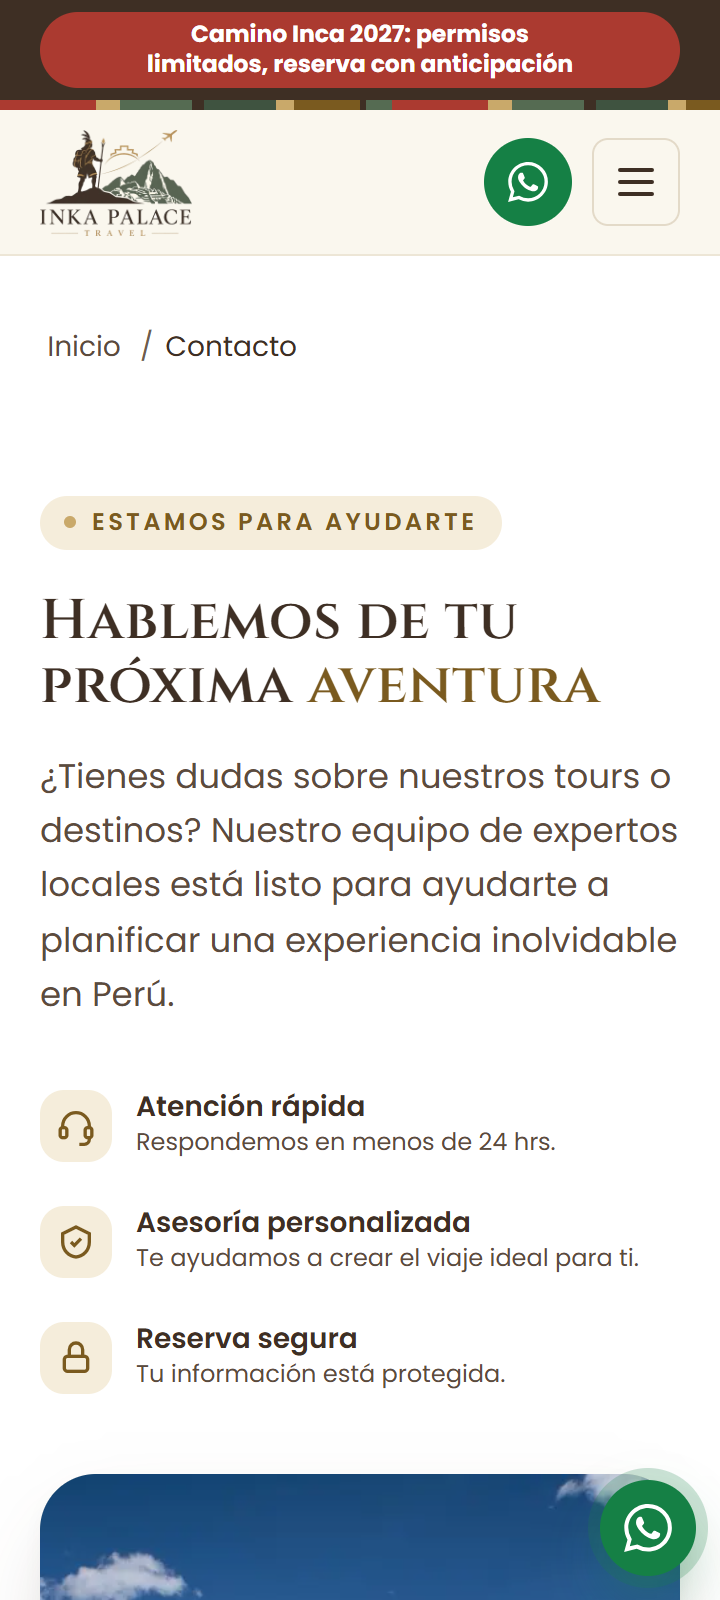 Camino Inca 2027: permisos
limitados, reserva con anticipación
INKA PALACE
TRAVEL
Inicio / Contacto
ESTAMOS PARA AYUDARTE
HABLEMOS DE TU
PRÓXIMA AVENTURA
¿Tienes dudas sobre nuestros tours o
destinos? Nuestro equipo de expertos
locales está listo para ayudarte a
planificar una experiencia inolvidable
en Perú.
Atención rápida
Respondemos en menos de 24 hrs.
Asesoría personalizada
Te ayudamos a crear el viaje ideal para ti.
Reserva segura
Tu información está protegida.